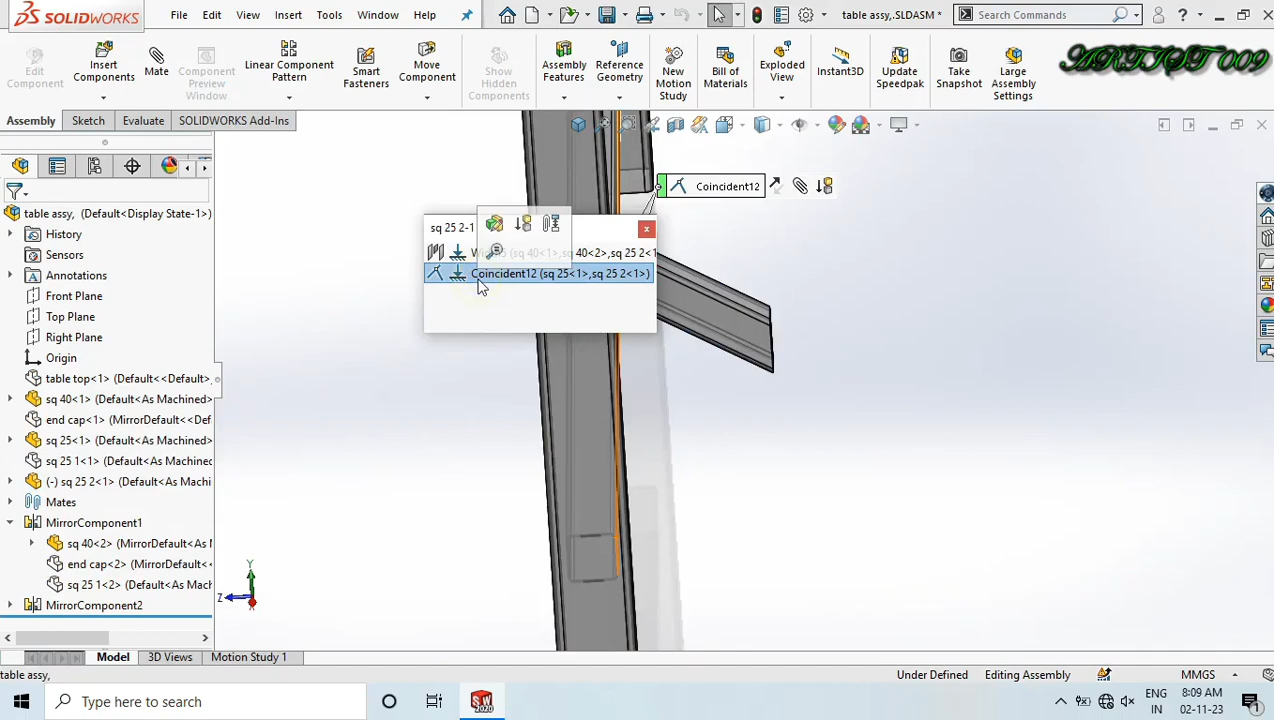 SOLIDWORKS
File
Edit
View
Insert
Tools
Window
Help
table assy,.SLDASM *
Search Commands
?
Edit Component
Insert Components
Mate
Component Preview Window
Linear Component Pattern
Smart Fasteners
Move Component
Show Hidden Components
Assembly Features
Reference Geometry
New Motion Study
Bill of Materials
Exploded View
Instant3D
Update Speedpak
Take Snapshot
Large Assembly Settings
ARTIST 009
Assembly
Sketch
Evaluate
SOLIDWORKS Add-Ins
table assy, (Default<Display State-1>)
History
Sensors
Annotations
Front Plane
Top Plane
Right Plane
Origin
table top<1> (Default<<Default>
sq 40<1> (Default<As Machined>
end cap<1> (MirrorDefault<<Def
sq 25<1> (Default<As Machined>
sq 25 1<1> (Default<As Machined
(-) sq 25 2<1> (Default<As Machi
Mates
MirrorComponent1
sq 40<2> (MirrorDefault<As M
end cap<2> (MirrorDefault<<D
sq 25 1<2> (Default<As Machi
MirrorComponent2
Coincident12
sq 25 2-1
40<2>,sq 25 2<1
Coincident12 (sq 25<1>,sq 25 2<1>)
Y
Z
Model
3D Views
Motion Study 1
table assy,
Under Defined
Editing Assembly
MMGS
Type here to search
SW
2020
ENG
IN
8:09 AM
02-11-23
1